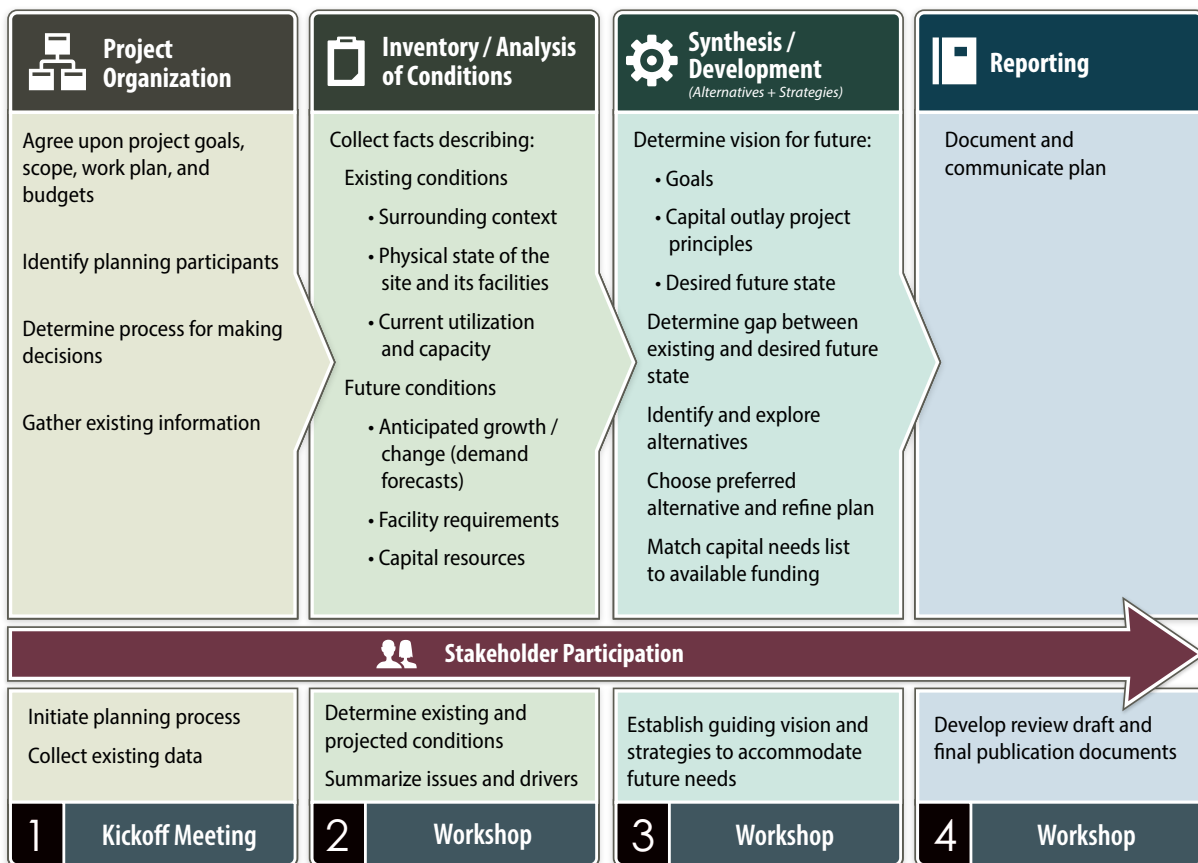 Project
Organization
Agree upon project goals,
scope, work plan, and
budgets
Identify planning participants
Determine process for making
decisions
Gather existing information
Inventory / Analysis
of Conditions
Collect facts describing:
Existing conditions
• Surrounding context
• Physical state of the
site and its facilities
• Current utilization
and capacity
Future conditions
• Anticipated growth /
change (demand
forecasts)
• Facility requirements
• Capital resources
Synthesis /
Development
(Alternatives + Strategies)
Determine vision for future:
• Goals
• Capital outlay project
principles
• Desired future state
Determine gap between
existing and desired future
state
Identify and explore
alternatives
Choose preferred
alternative and refine plan
Match capital needs list
to available funding
Reporting
Document and
communicate plan
Stakeholder Participation
Initiate planning process
Collect existing data
1 Kickoff Meeting
Determine existing and
projected conditions
Summarize issues and drivers
2 Workshop
Establish guiding vision and
strategies to accommodate
future needs
3 Workshop
Develop review draft and
final publication documents
4 Workshop